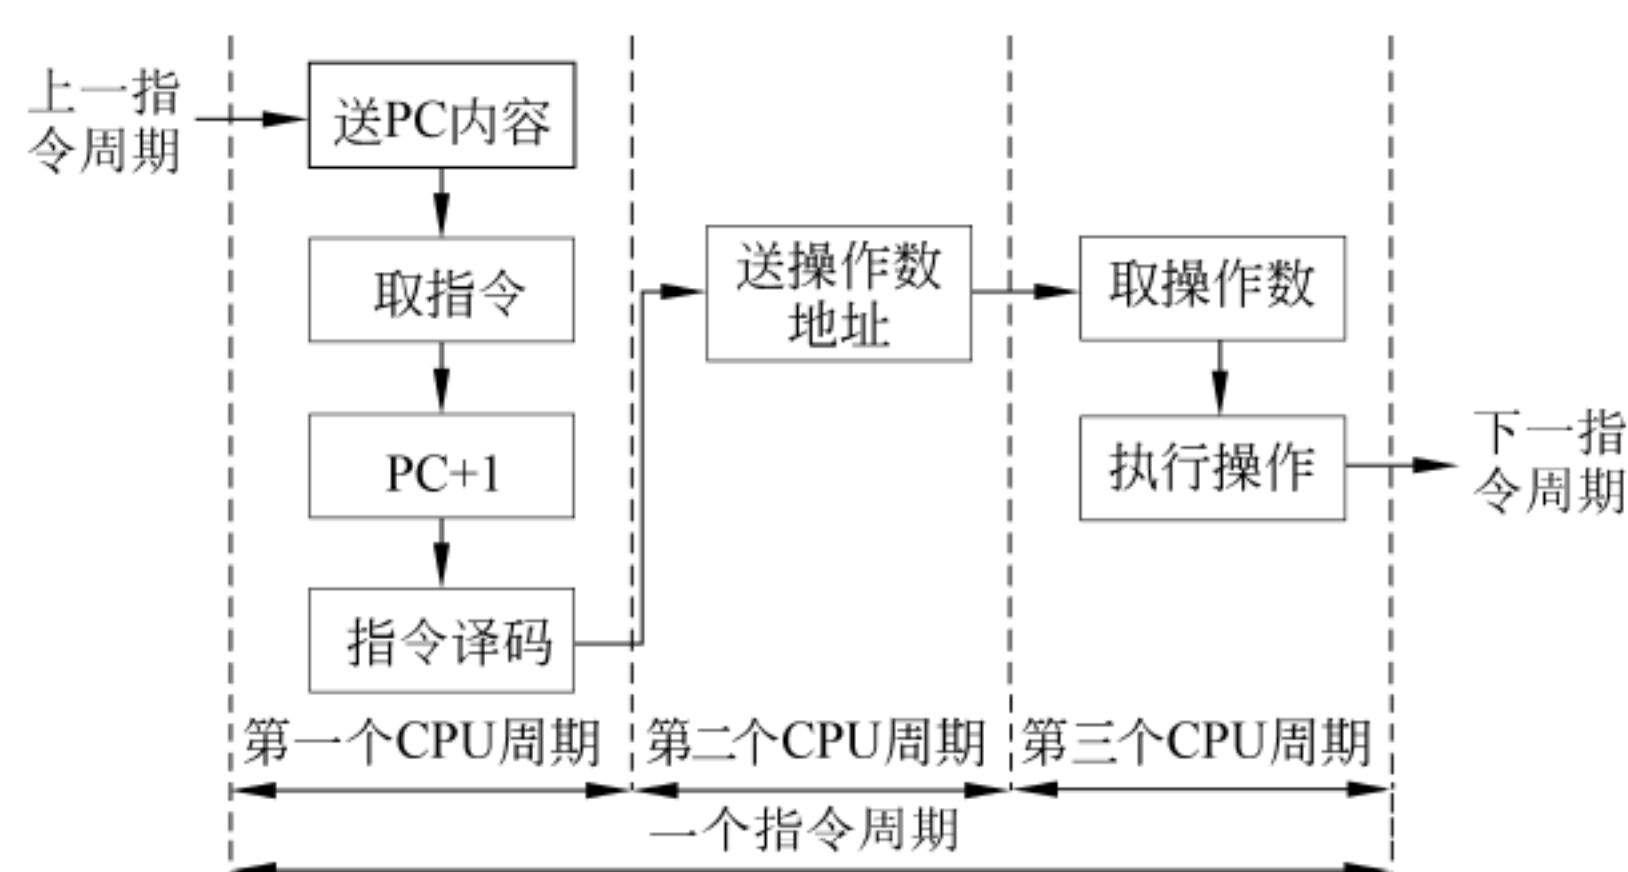 上一指
令周期
送PC内容
取指令
PC+1
指令译码
送操作数
地址
取操作数
执行操作
下一指
令周期
第一个CPU周期
第二个CPU周期
第三个CPU周期
一个指令周期